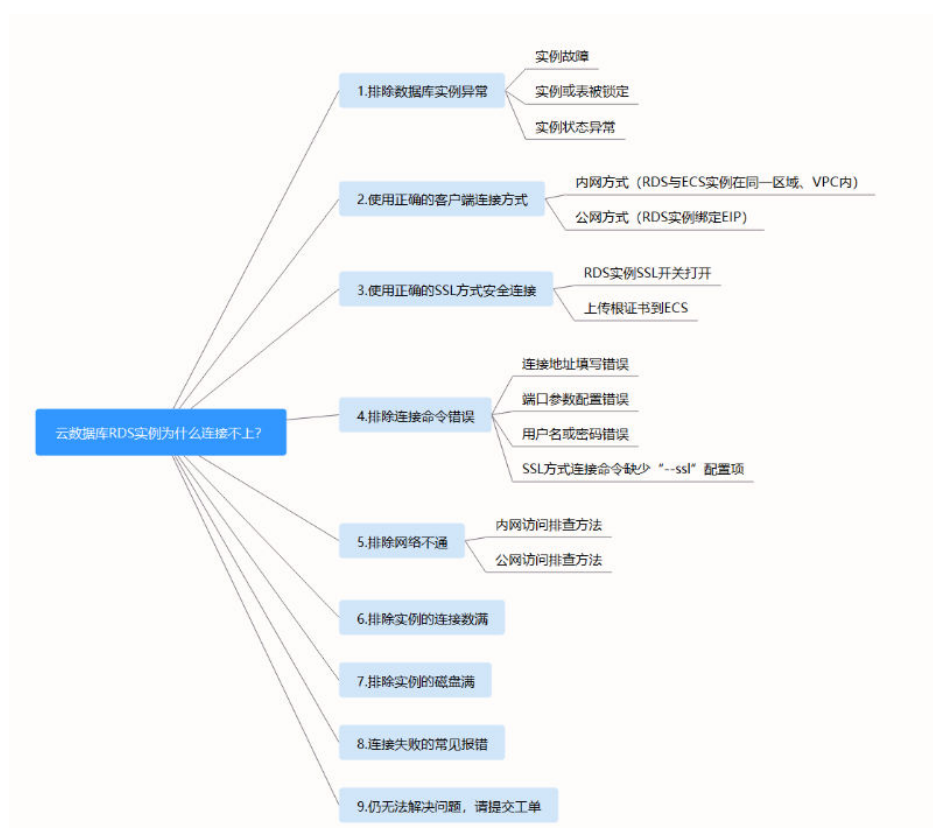 云数据库RDS实例为什么连接不上?
1.排除数据库实例异常
实例故障
实例或表被锁定
实例状态异常
2.使用正确的客户端连接方式
内网方式（RDS与ECS实例在同一区域、VPC内）
公网方式（RDS实例绑定EIP）
3.使用正确的SSL方式安全连接
RDS实例SSL开关打开
上传根证书到ECS
4.排除连接命令错误
连接地址填写错误
端口参数配置错误
用户名或密码错误
SSL方式连接命令缺少“--ssl”配置项
5.排除网络不通
内网访问排查方法
公网访问排查方法
6.排除实例的连接数满
7.排除实例的磁盘满
8.连接失败的常见报错
9.仍无法解决问题，请提交工单